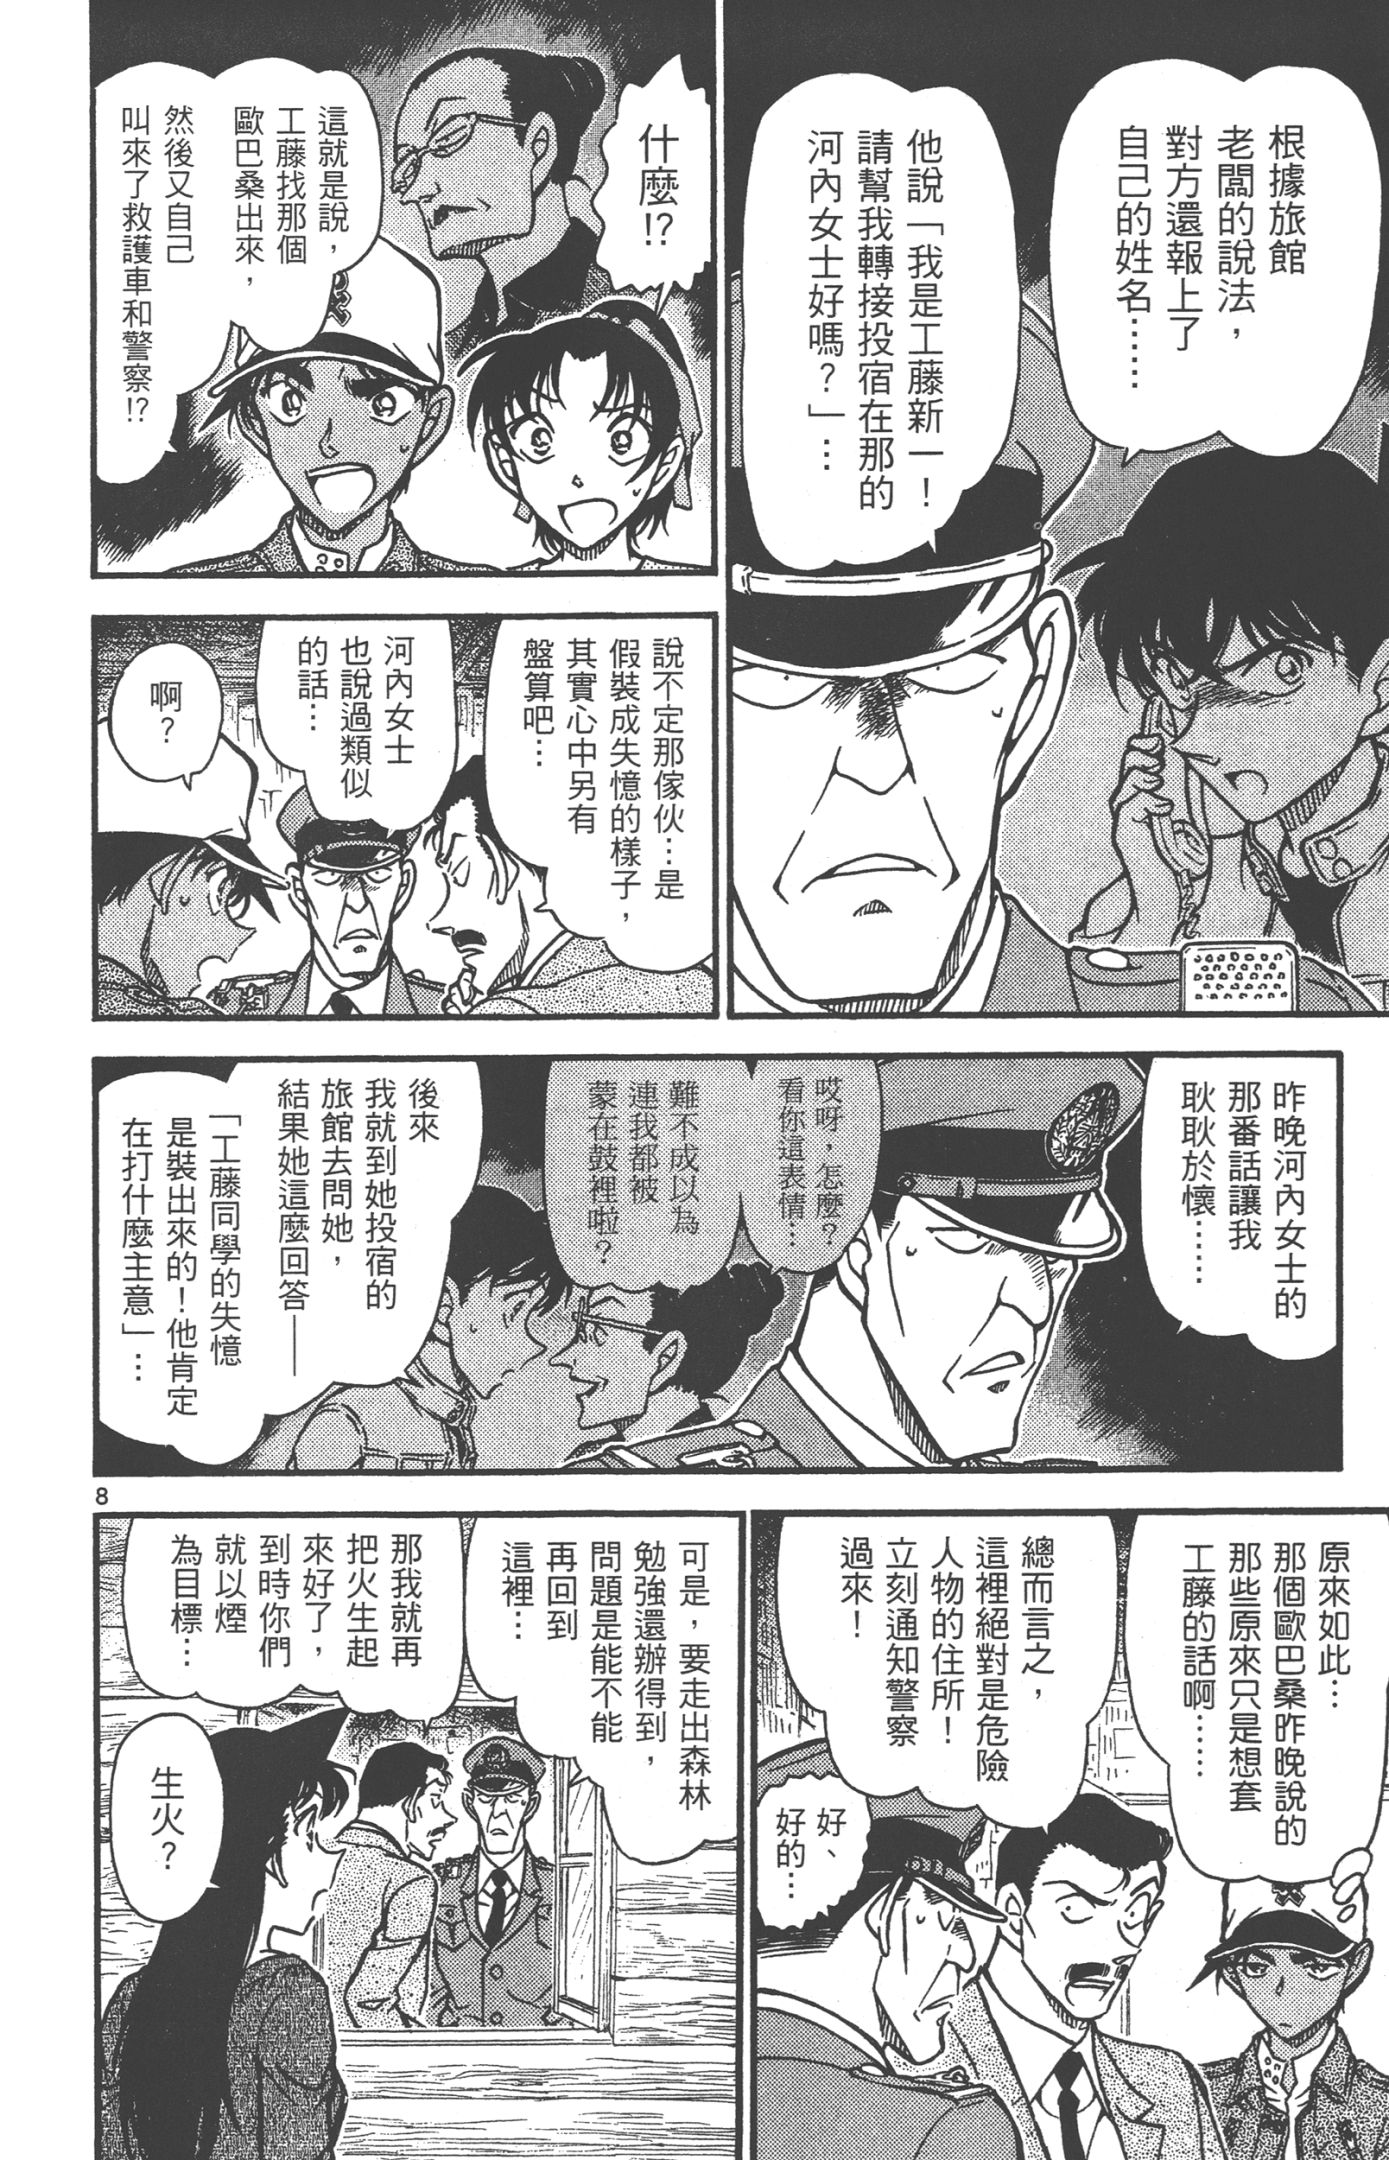 根據旅館
老闆的說法，
對方還報上了
自己的姓名……
他說「我是工藤新一！
請幫我轉接投宿在那的
河內女士好嗎？」…
什麼!?
這就是說，
工藤找那個
歐巴桑出來，
然後又自己
叫來了救護車和警察!?
說不定那傢伙…是
假裝成失憶的樣子，
其實心中另有
盤算吧…
河內女士
也說過類似
的話…
啊？
昨晚河內女士的
那番話讓我
耿耿於懷……
哎呀，怎麼？
看你這表情…
難不成以為
連我都被
蒙在鼓裡啦？
後來
我就到她投宿的
旅館去問她，
結果她這麼回答——
「工藤同學的失憶
是裝出來的！他肯定
在打什麼主意」…
8
原來如此…
那個歐巴桑昨晚說的
那些原來只是想套
工藤的話啊……
總而言之，
這裡絕對是危險
人物的住所！
立刻通知警察
過來！
好、
好的…
可是，要走出森林
勉強還辦得到，
問題是能不能
再回到
這裡…
那我就再
把火生起
來好了，
到時你們
就以煙
為目標…
生火？